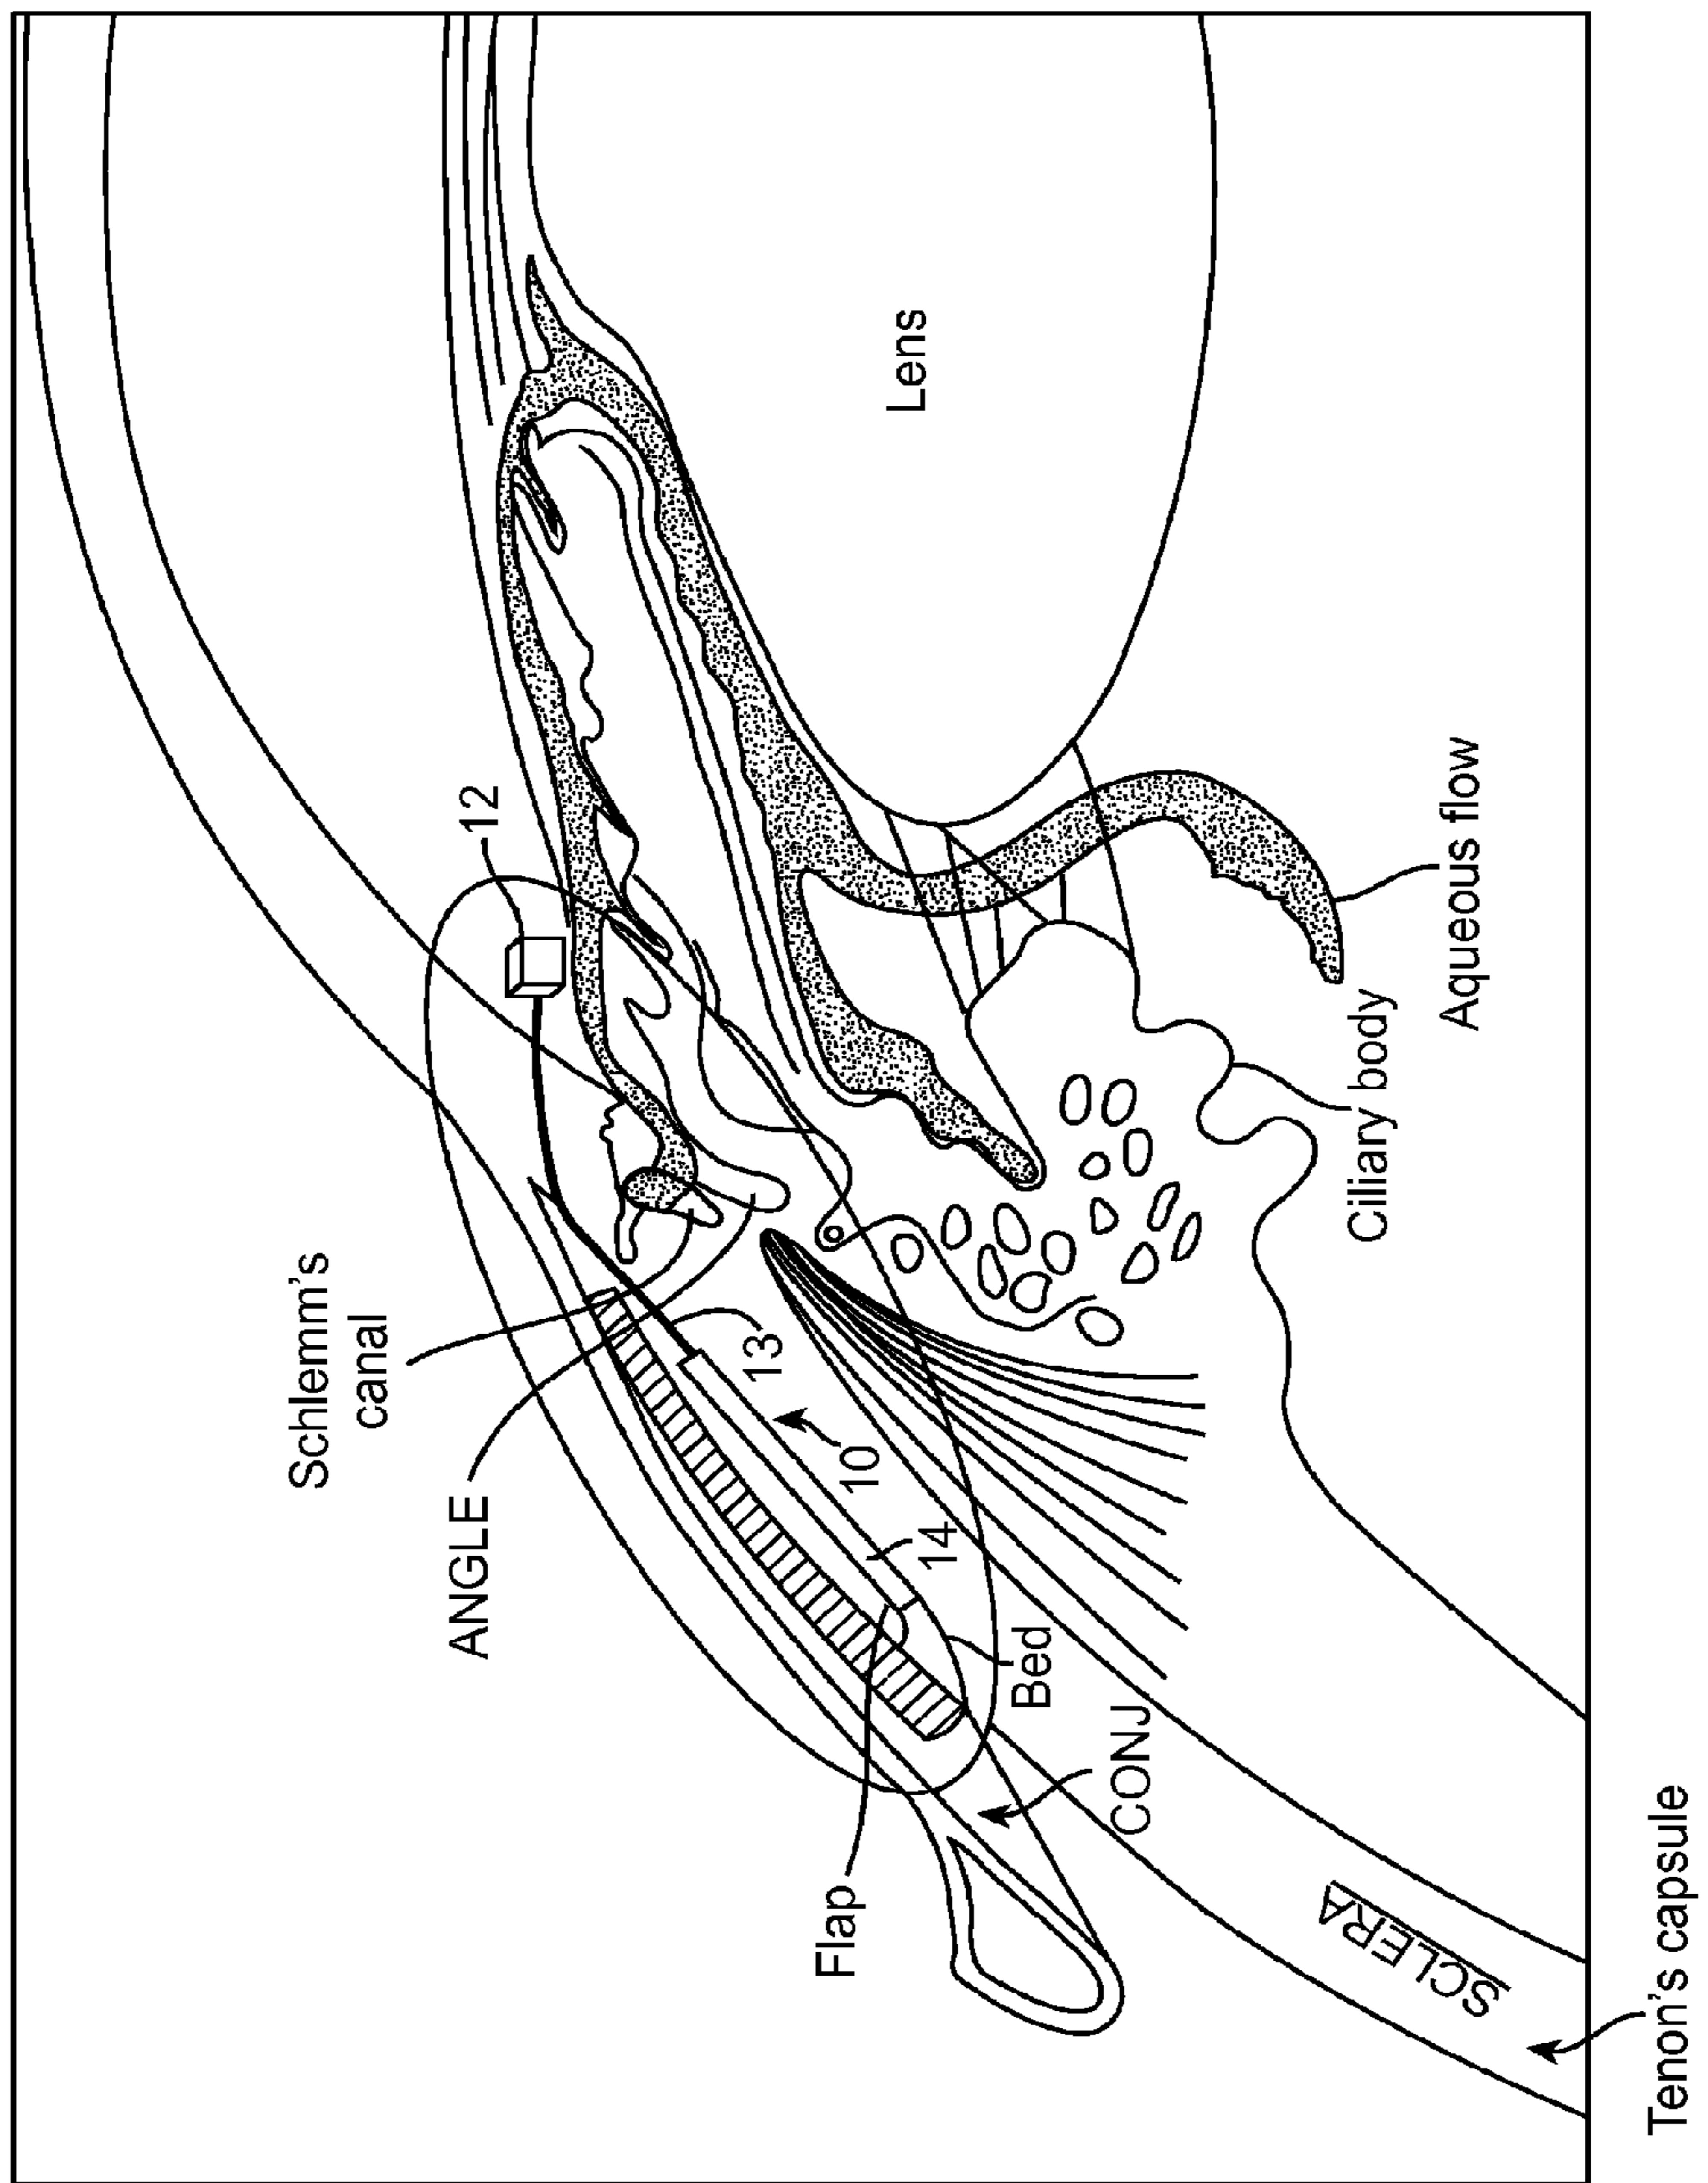 Schlemm's
canal
ANGLE
12
13
10
14
Flap
Bed
CONJ
Lens
Aqueous flow
Ciliary body
SCLERA
Tenon's capsule